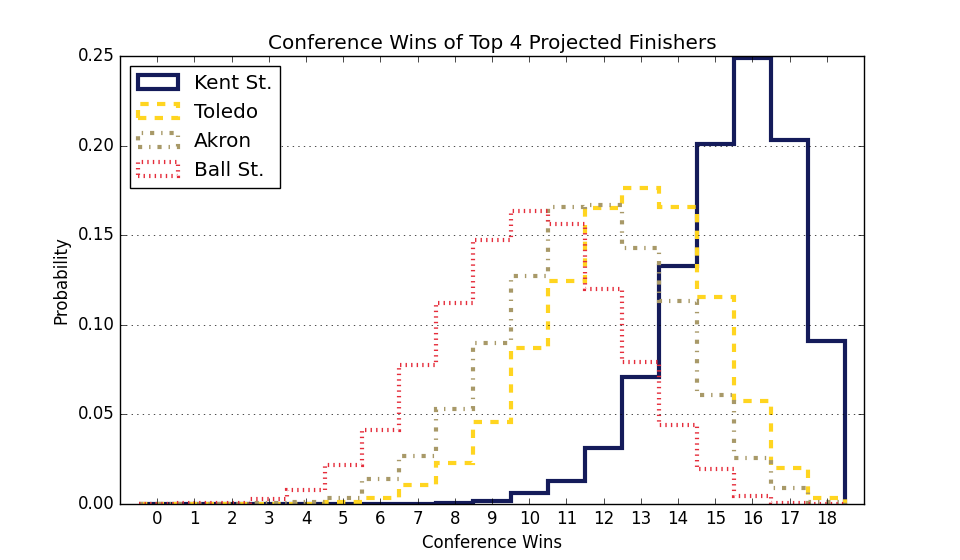 Conference Wins of Top 4 Projected Finishers
Kent St.
Toledo
Akron
Ball St.
Probability
0.25
0.20
0.15
0.10
0.05
0.00
0 1 2 3 4 5 6 7 8 9 10 11 12 13 14 15 16 17 18
Conference Wins